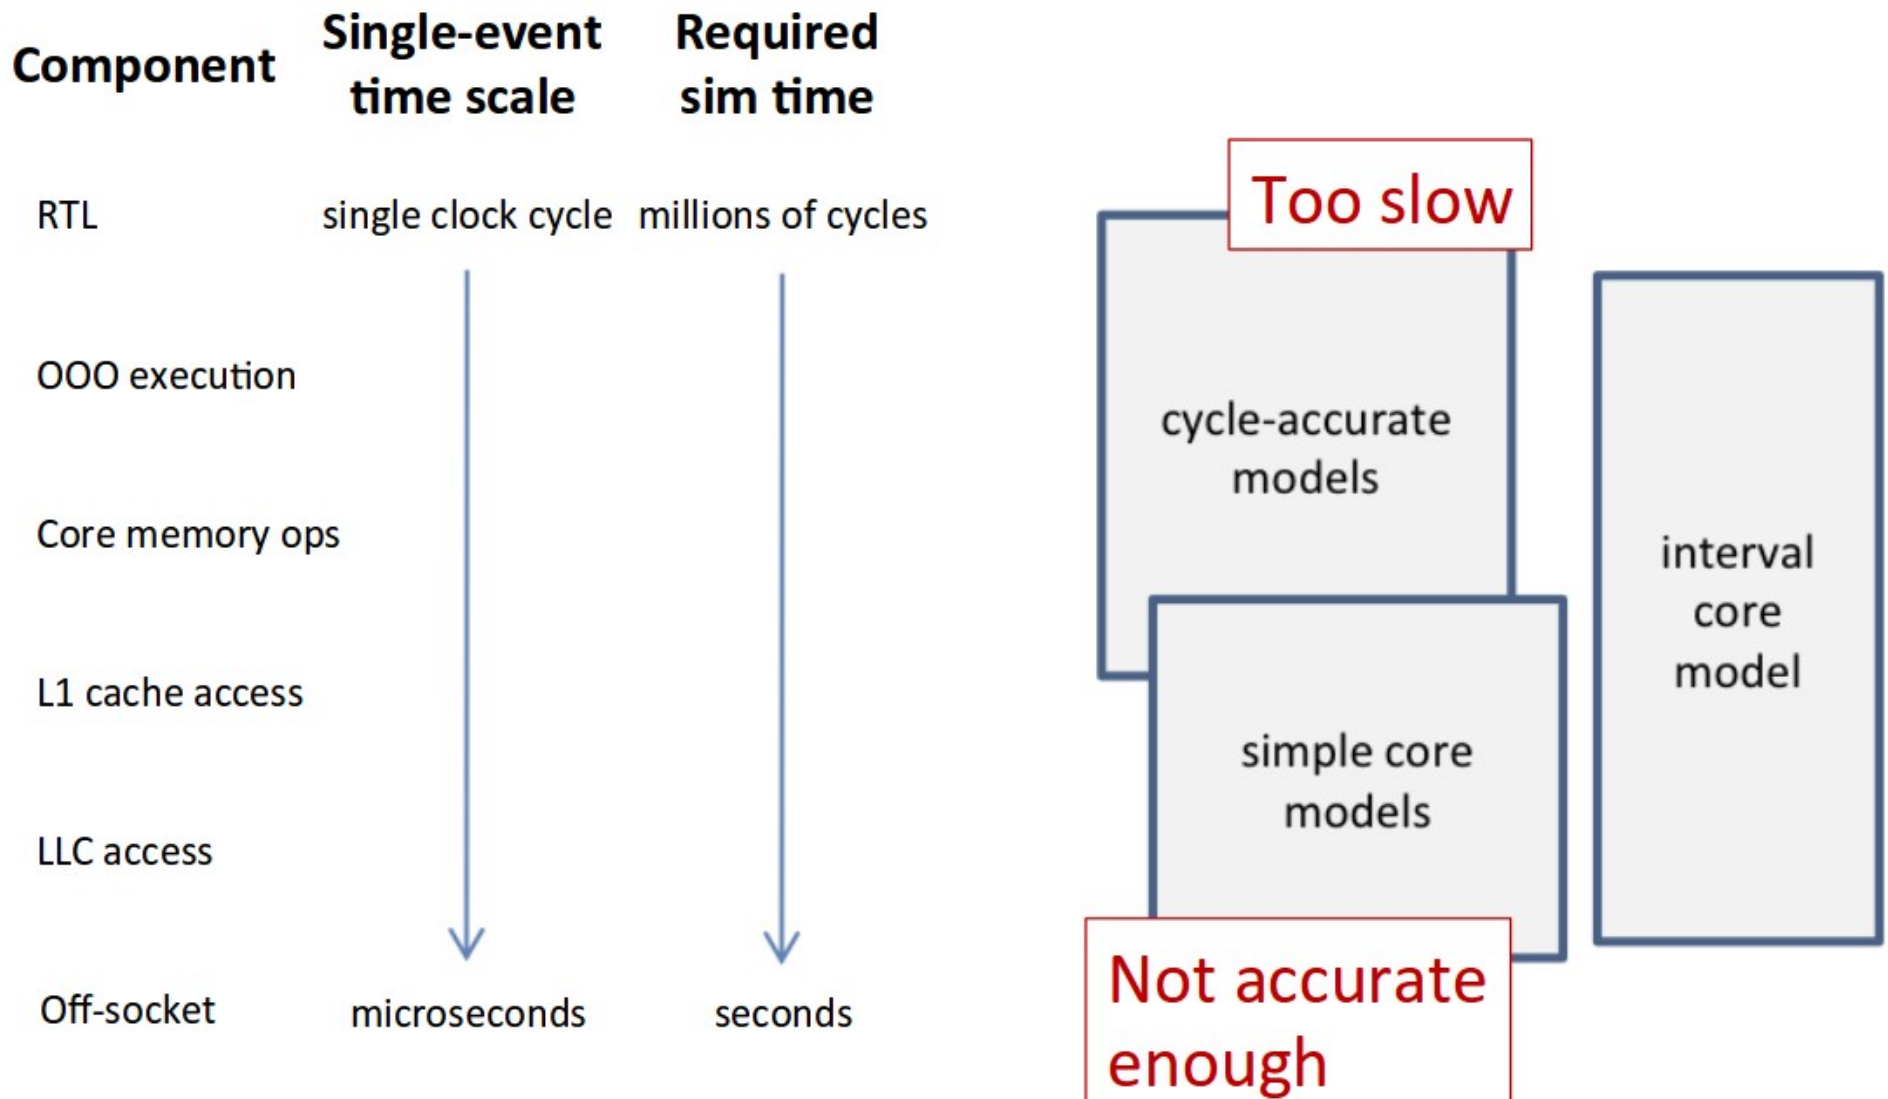 Component
Single-event
time scale
Required
sim time
RTL
single clock cycle
millions of cycles
OOO execution
Core memory ops
L1 cache access
LLC access
Off-socket
microseconds
seconds
Too slow
cycle-accurate
models
simple core
models
Not accurate
enough
interval
core
model